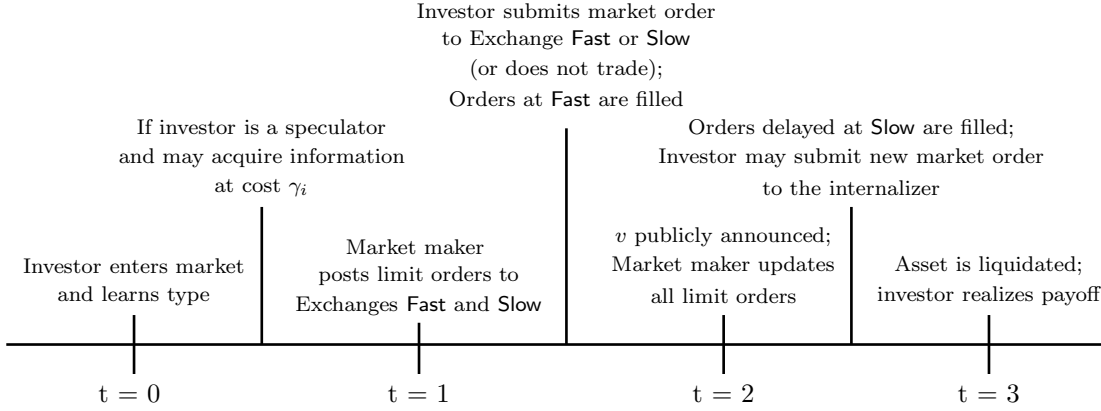 Investor submits market order
to Exchange Fast or Slow
(or does not trade);
Orders at Fast are filled
If investor is a speculator
and may acquire information
at cost γᵢ
Orders delayed at Slow are filled;
Investor may submit new market order
to the internalizer
Investor enters market
and learns type
Market maker
posts limit orders to
Exchanges Fast and Slow
v publicly announced;
Market maker updates
all limit orders
Asset is liquidated;
investor realizes payoff
t = 0
t = 1
t = 2
t = 3